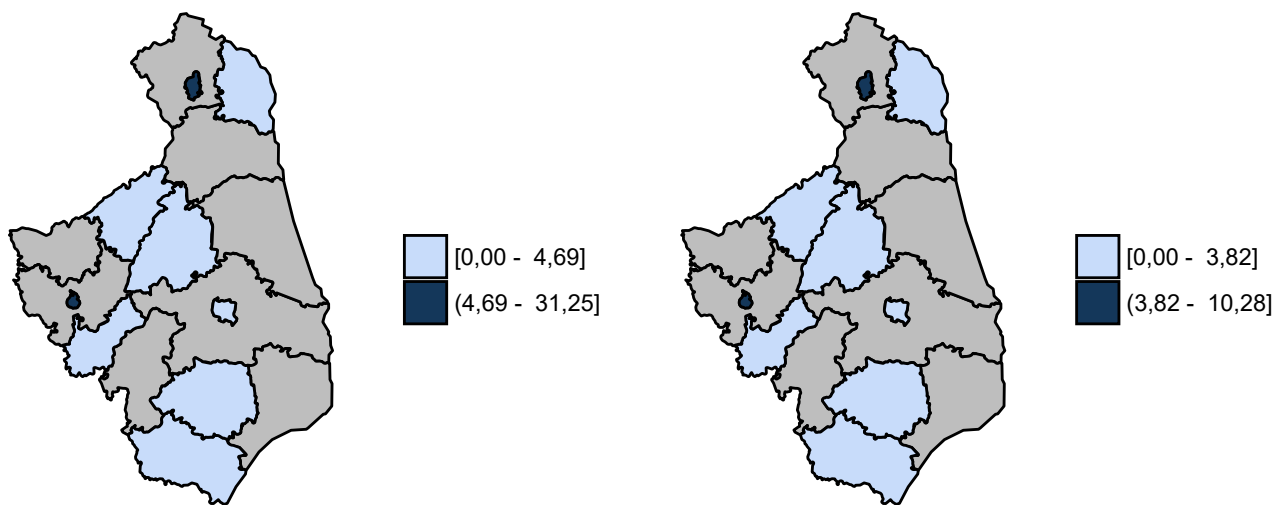 [0,00 -  4,69]
(4,69 -  31,25]
[0,00 -  3,82]
(3,82 -  10,28]